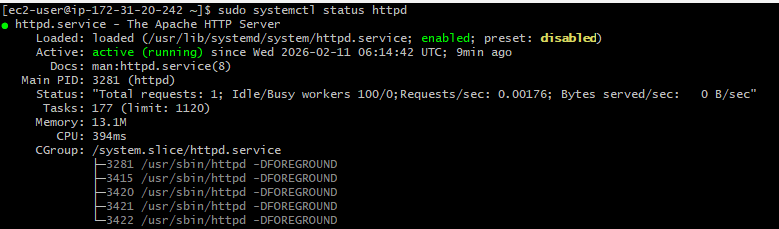 [ec2-user@ip-172-31-20-242 ~]$ sudo systemctl status httpd
● httpd.service - The Apache HTTP Server
     Loaded: loaded (/usr/lib/systemd/system/httpd.service; enabled; preset: disabled)
     Active: active (running) since Wed 2026-02-11 06:14:42 UTC; 9min ago
       Docs: man:httpd.service(8)
   Main PID: 3281 (httpd)
     Status: "Total requests: 1; Idle/Busy workers 100/0;Requests/sec: 0.00176; Bytes served/sec:   0 B/sec"
      Tasks: 177 (limit: 1120)
     Memory: 13.1M
        CPU: 394ms
     CGroup: /system.slice/httpd.service
             ├─3281 /usr/sbin/httpd -DFOREGROUND
             ├─3415 /usr/sbin/httpd -DFOREGROUND
             ├─3420 /usr/sbin/httpd -DFOREGROUND
             ├─3421 /usr/sbin/httpd -DFOREGROUND
             └─3422 /usr/sbin/httpd -DFOREGROUND